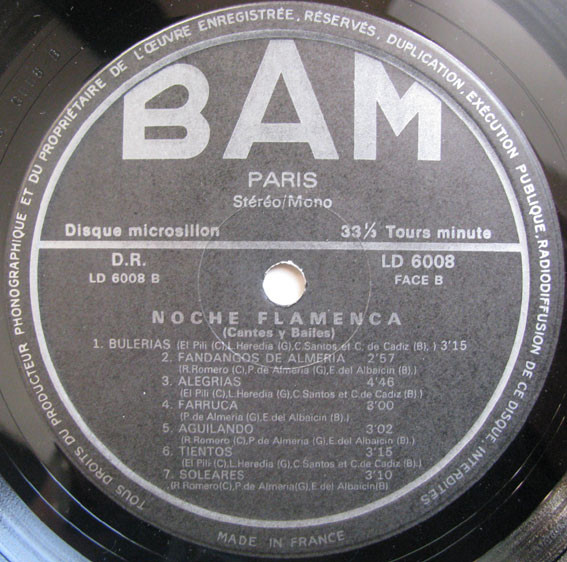 TOUS DROITS DU PRODUCTEUR PHONOGRAPHIQUE ET DU PROPRIÉTAIRE DE L'ŒUVRE ENREGISTRÉE, RÉSERVÉS, DUPLICATION, EXÉCUTION PUBLIQUE, RADIODIFFUSION DE CE DISQUE, INTERDITES
BAM
PARIS
Stéréo/Mono
Disque microsillon 33⅓ Tours minute
D.R. LD 6008
LD 6008 B FACE B
NOCHE FLAMENCA
(Cantes y Bailes)
1. BULERIAS (El Pili (C),L.Heredia (G),C.Santos et C. de Cadiz (B), ) 3'15
2. FANDANGOS DE ALMERIA 2'57
(R.Romero (C),P.de Almeria (G),E.del Albaicin (B).)
3. ALEGRIAS 4'46
(El Pili (C),L.Heredia (G),C.Santos et C.de Cadiz (B).)
4. FARRUCA 3'00
(P.de Almeria (G),E.del Albaicin (B).)
5. AGUILANDO 3'02
(R.Romero (C),P.de Almeria (G),E.del Albaicin (B).)
6. TIENTOS 3'15
(El Pili (C),L.Heredia (G),C.Santos et C.de Cadiz (B).)
7. SOLEARES 3'10
(R.Romero (C),P.de Almeria(G),E.del Albaicin(B)
MADE IN FRANCE